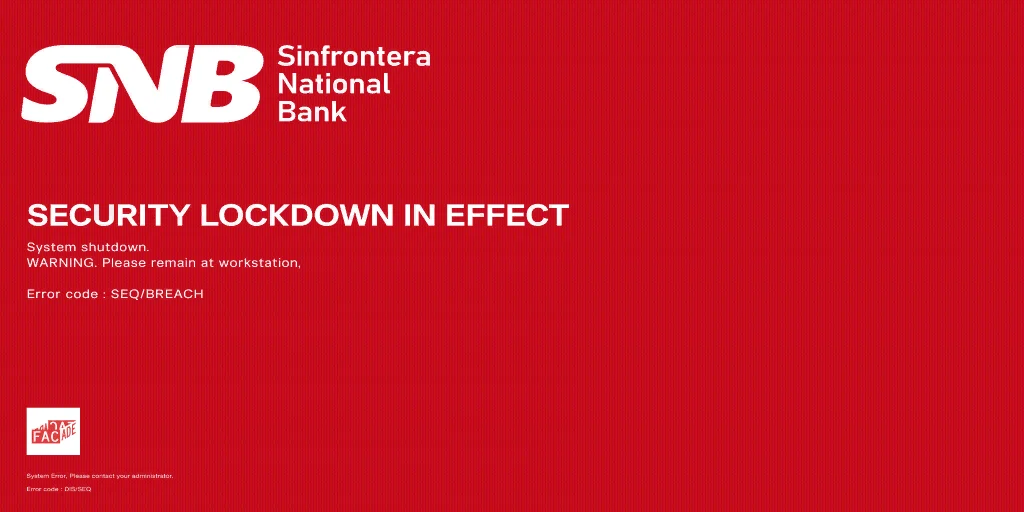 SNB
Sinfrontera
National
Bank
SECURITY LOCKDOWN IN EFFECT
System shutdown.
WARNING. Please remain at workstation,
Error code : SEQ/BREACH
FACADE
System Error, Please contact your administrator.
Error code : DIS/SEQ